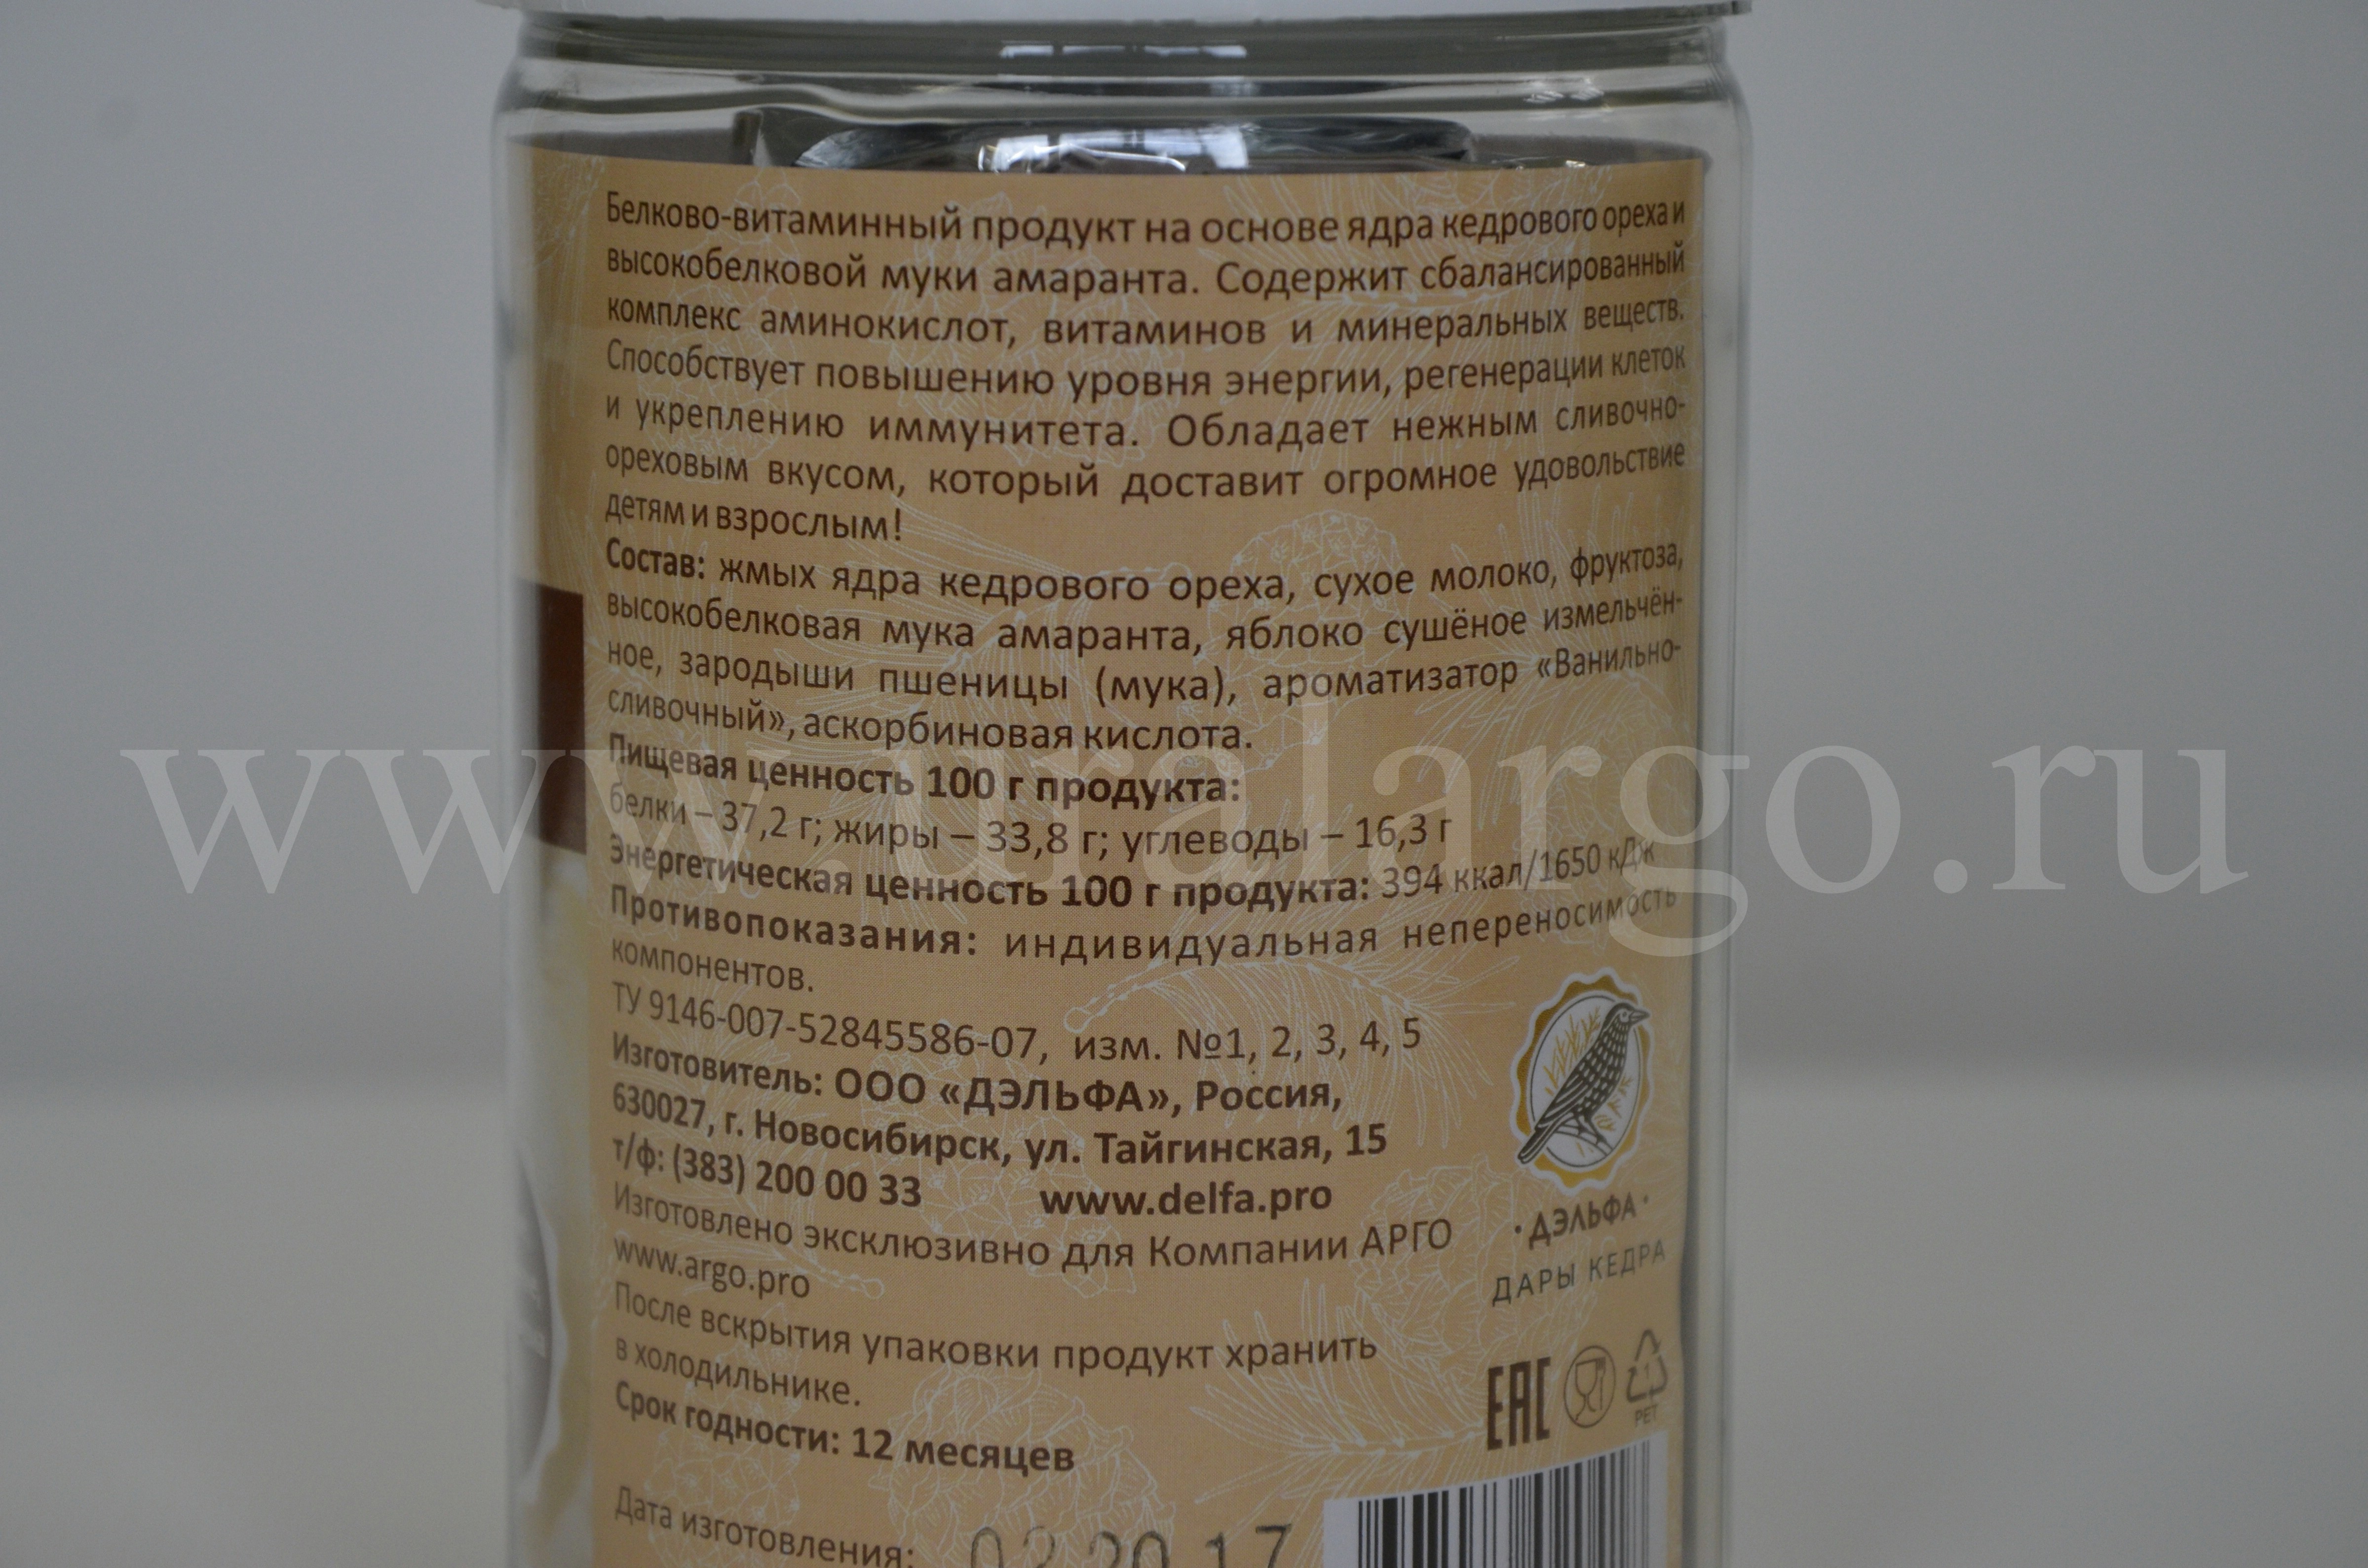 Белково-витаминный продукт на основе ядра кедрового ореха и
высокобелковой муки амаранта. Содержит сбалансированный
комплекс аминокислот, витаминов и минеральных веществ.
Способствует повышению уровня энергии, регенерации клеток
и укреплению иммунитета. Обладает нежным сливочно-
ореховым вкусом, который доставит огромное удовольствие
детям и взрослым!
Состав: жмых ядра кедрового ореха, сухое молоко, фруктоза,
высокобелковая мука амаранта, яблоко сушёное измельчён-
ное, зародыши пшеницы (мука), ароматизатор «Ванильно-
сливочный», аскорбиновая кислота.
Пищевая ценность 100 г продукта:
белки – 37,2 г; жиры – 33,8 г; углеводы – 16,3 г
Энергетическая ценность 100 г продукта: 394 ккал/1650 кДж
Противопоказания: индивидуальная непереносимость
компонентов.
ТУ 9146-007-52845586-07, изм. №1, 2, 3, 4, 5
Изготовитель: ООО «ДЭЛЬФА», Россия,
630027, г. Новосибирск, ул. Тайгинская, 15
т/ф: (383) 200 00 33 www.delfa.pro
Изготовлено эксклюзивно для Компании АРГО
www.argo.pro
После вскрытия упаковки продукт хранить
в холодильнике.
Срок годности: 12 месяцев
Дата изготовления: 03 20 17
· ДЭЛЬФА ·
ДАРЫ КЕДРА
EAC
1
PET
www.uralargo.ru